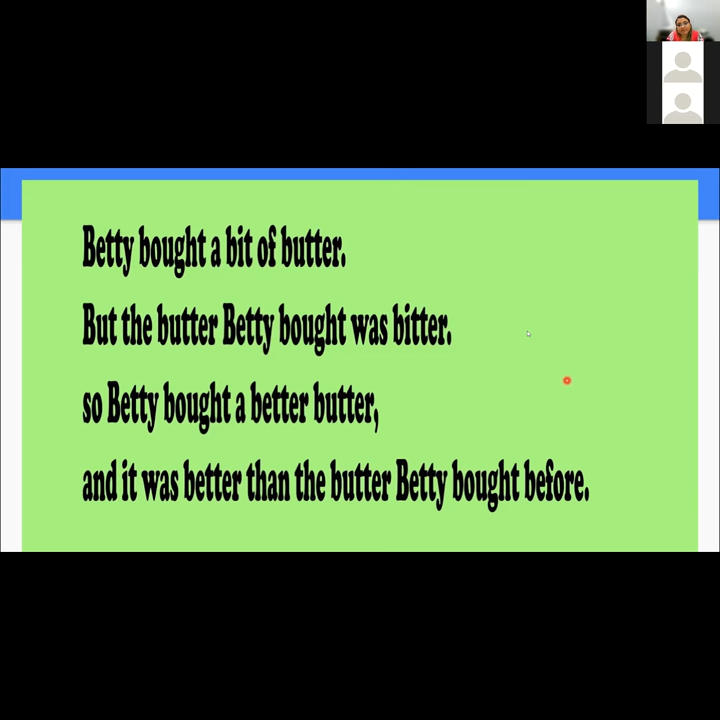 Betty bought a bit of butter.
But the butter Betty bought was bitter.
so Betty bought a better butter,
and it was better than the butter Betty bought before.